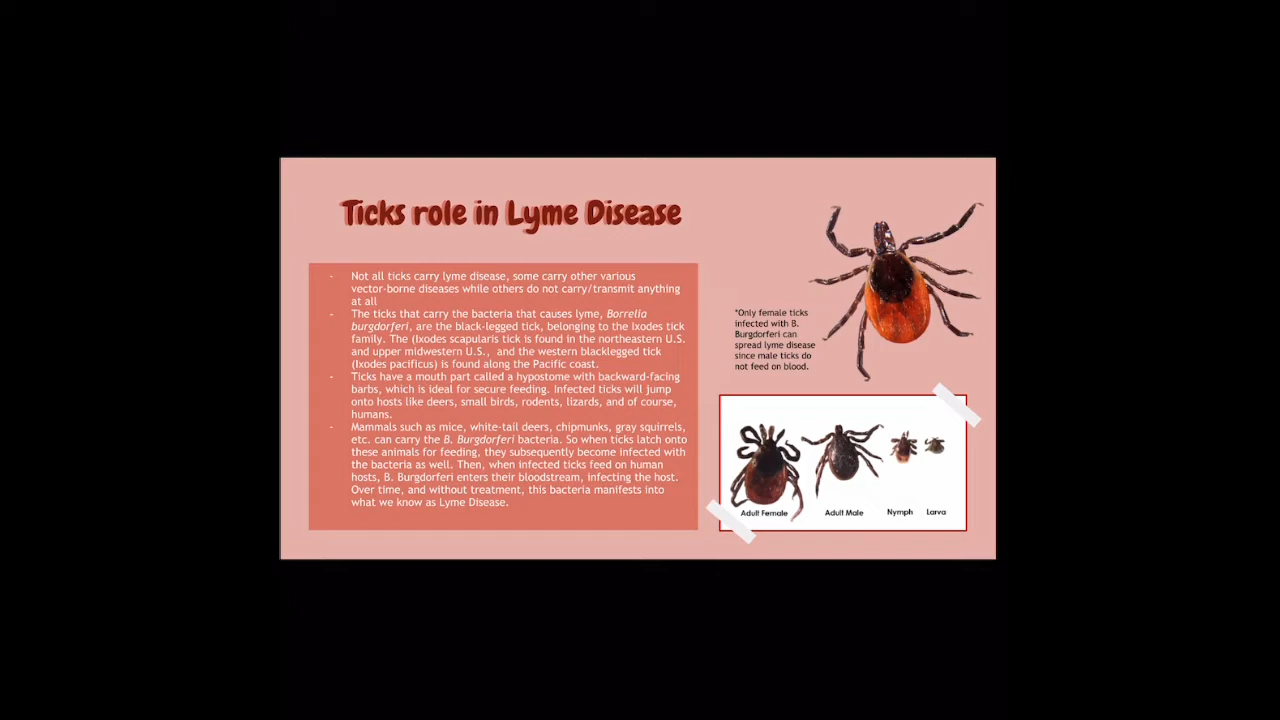 Ticks role in Lyme Disease
- Not all ticks carry lyme disease, some carry other various
vector-borne diseases while others do not carry/transmit anything
at all
- The ticks that carry the bacteria that causes lyme, Borrelia
burgdorferi, are the black-legged tick, belonging to the Ixodes tick
family. The (Ixodes scapularis tick is found in the northeastern U.S.
and upper midwestern U.S., and the western blacklegged tick
(Ixodes pacificus) is found along the Pacific coast.
- Ticks have a mouth part called a hypostome with backward-facing
barbs, which is ideal for secure feeding. Infected ticks will jump
onto hosts like deers, small birds, rodents, lizards, and of course,
humans.
- Mammals such as mice, white-tail deers, chipmunks, gray squirrels,
etc. can carry the B. Burgdorferi bacteria. So when ticks latch onto
these animals for feeding, they subsequently become infected with
the bacteria as well. Then, when infected ticks feed on human
hosts, B. Burgdorferi enters their bloodstream, infecting the host.
Over time, and without treatment, this bacteria manifests into
what we know as Lyme Disease.
*Only female ticks
infected with B.
Burgdorferi can
spread lyme disease
since male ticks do
not feed on blood.
Adult Female Adult Male Nymph Larva